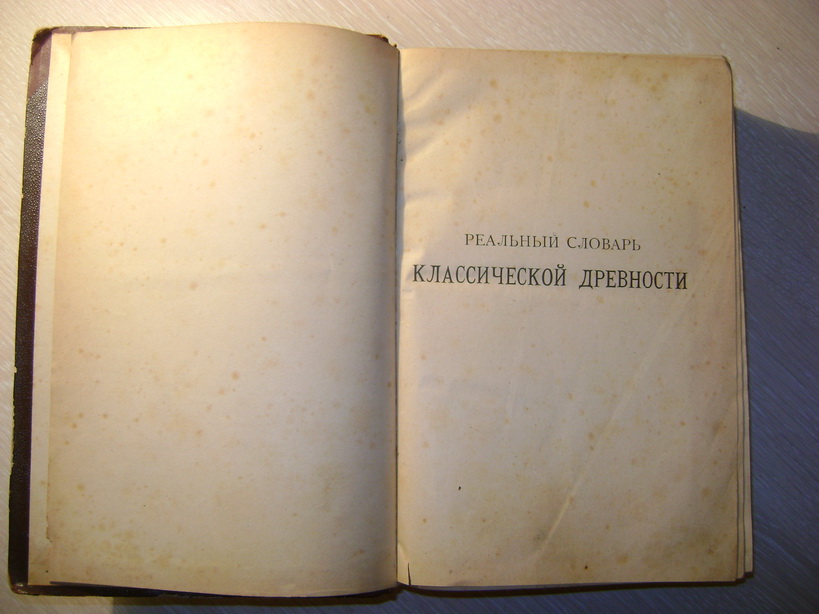 РЕАЛЬНЫЙ СЛОВАРЬ
КЛАССИЧЕСКОЙ ДРЕВНОСТИ